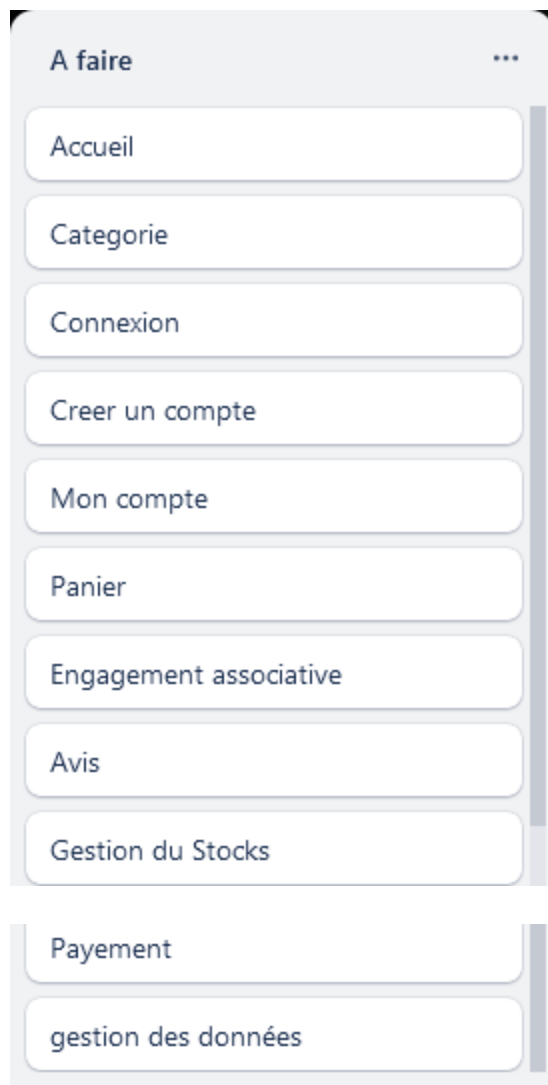 A faire
Accueil
Categorie
Connexion
Creer un compte
Mon compte
Panier
Engagement associative
Avis
Gestion du Stocks
Payement
gestion des données